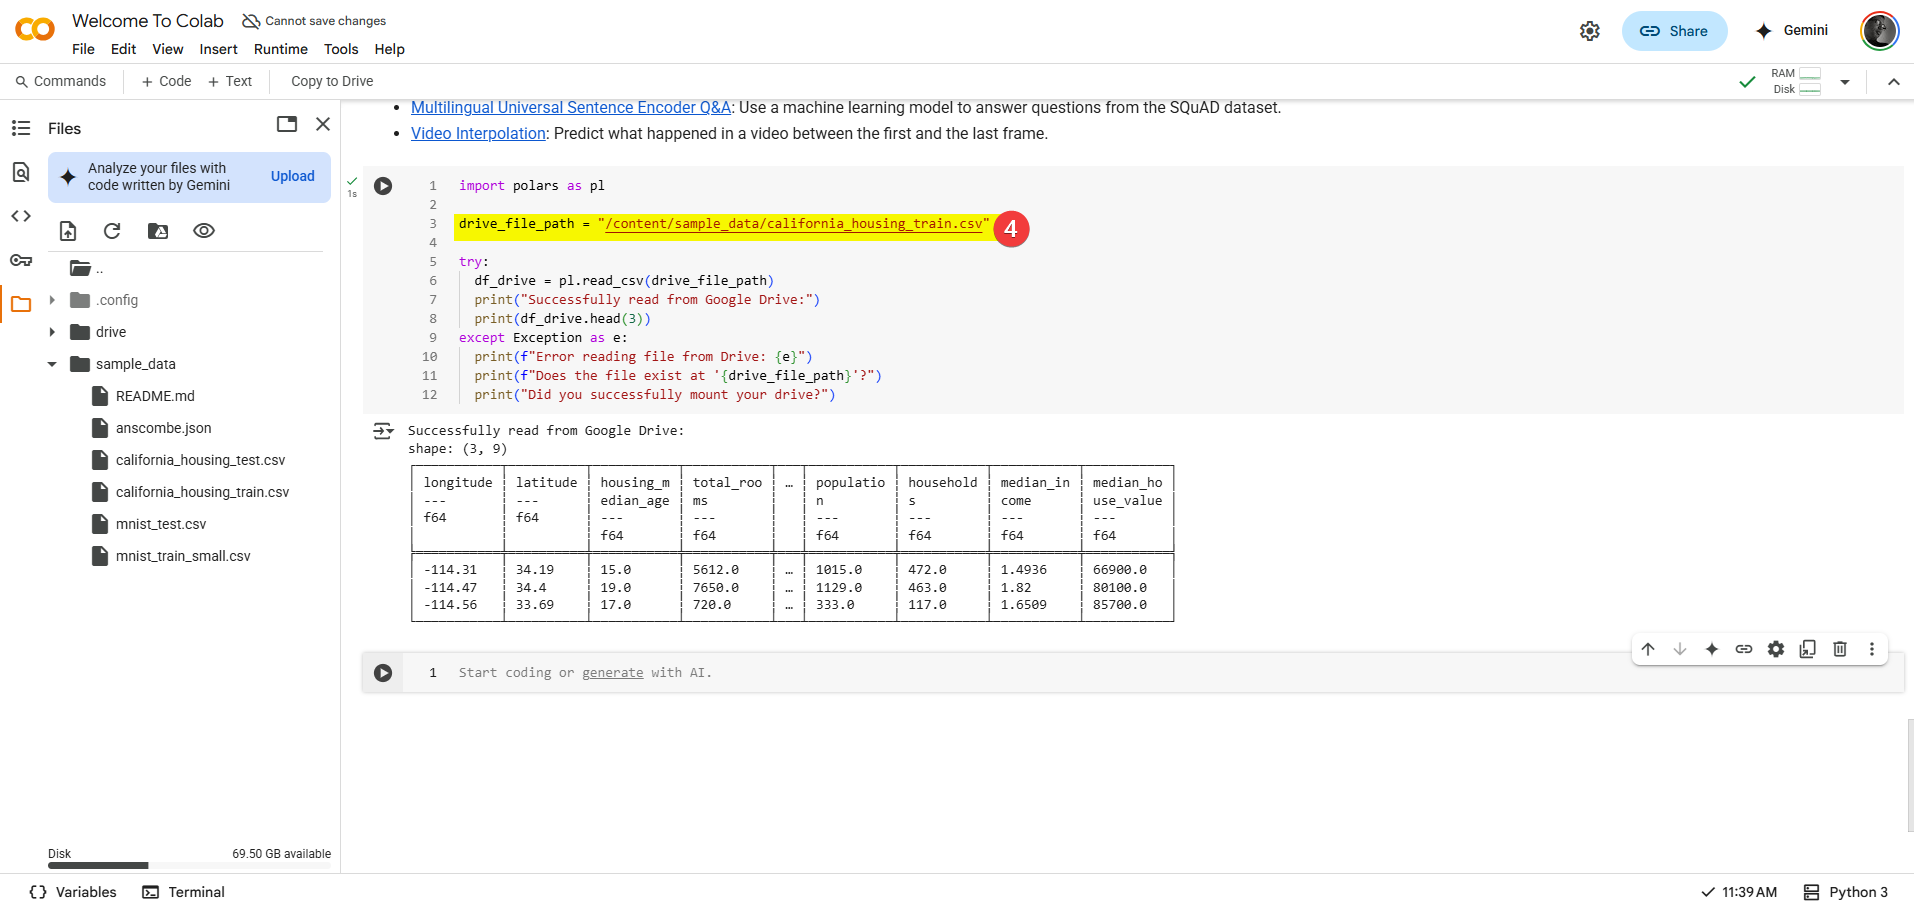 Welcome To Colab
Cannot save changes
File Edit View Insert Runtime Tools Help
Share
Gemini
Commands
+ Code + Text
Copy to Drive
RAM
Disk
Files
Analyze your files with
code written by Gemini
Upload
..
.config
drive
sample_data
README.md
anscombe.json
california_housing_test.csv
california_housing_train.csv
mnist_test.csv
mnist_train_small.csv
Disk
69.50 GB available
• Multilingual Universal Sentence Encoder Q&A: Use a machine learning model to answer questions from the SQuAD dataset.
• Video Interpolation: Predict what happened in a video between the first and the last frame.
1s
1 import polars as pl
2
3 drive_file_path = "/content/sample_data/california_housing_train.csv"
4
4
5 try:
6 df_drive = pl.read_csv(drive_file_path)
7 print("Successfully read from Google Drive:")
8 print(df_drive.head(3))
9 except Exception as e:
10 print(f"Error reading file from Drive: {e}")
11 print(f"Does the file exist at '{drive_file_path}'?")
12 print("Did you successfully mount your drive?")
Successfully read from Google Drive:
shape: (3, 9)
longitude latitude housing_m total_roo … populatio household median_in median_ho
--- --- edian_age ms n s come use_value
f64 f64 --- --- --- --- --- ---
f64 f64 f64 f64 f64 f64
-114.31 34.19 15.0 5612.0 … 1015.0 472.0 1.4936 66900.0
-114.47 34.4 19.0 7650.0 … 1129.0 463.0 1.82 80100.0
-114.56 33.69 17.0 720.0 … 333.0 117.0 1.6509 85700.0
1 Start coding or generate with AI.
Variables
Terminal
11:39 AM
Python 3